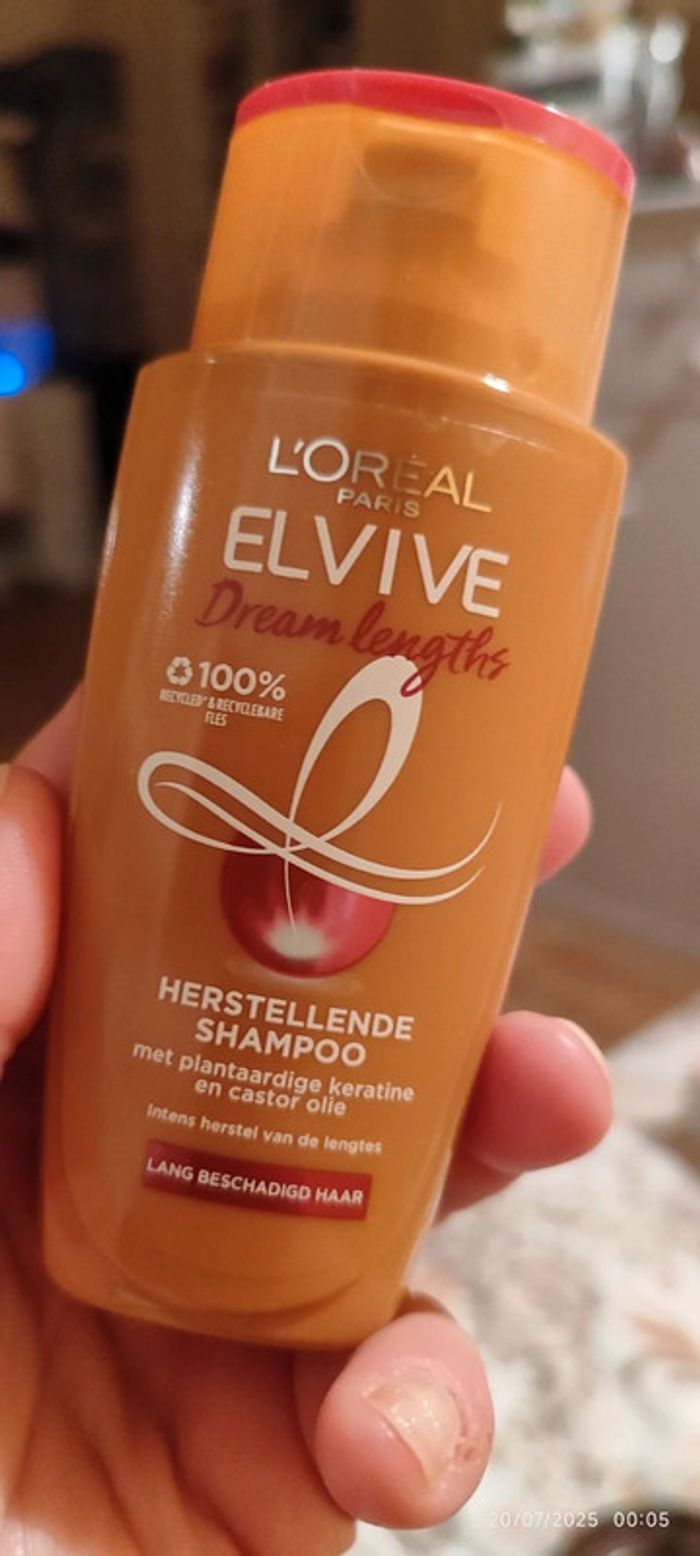 L'ORÉAL
PARIS
ELVIVE
Dream lengths
100%
RECYCLED* & RECYCLEBARE
FLES
HERSTELLENDE
SHAMPOO
met plantaardige keratine
en castor olie
Intens herstel van de lengtes
LANG BESCHADIGD HAAR
20/07/2025 00:05